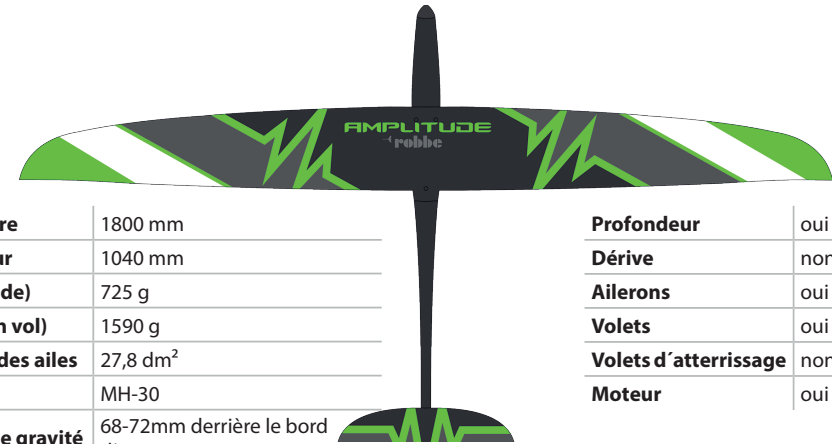 AMPLITUDE
robbe
re 1800 mm
ur 1040 mm
de) 725 g
n vol) 1590 g
des ailes 27,8 dm²
MH-30
e gravité 68-72mm derrière le bord
Profondeur oui
Dérive non
Ailerons oui
Volets oui
Volets d´atterrissage non
Moteur oui